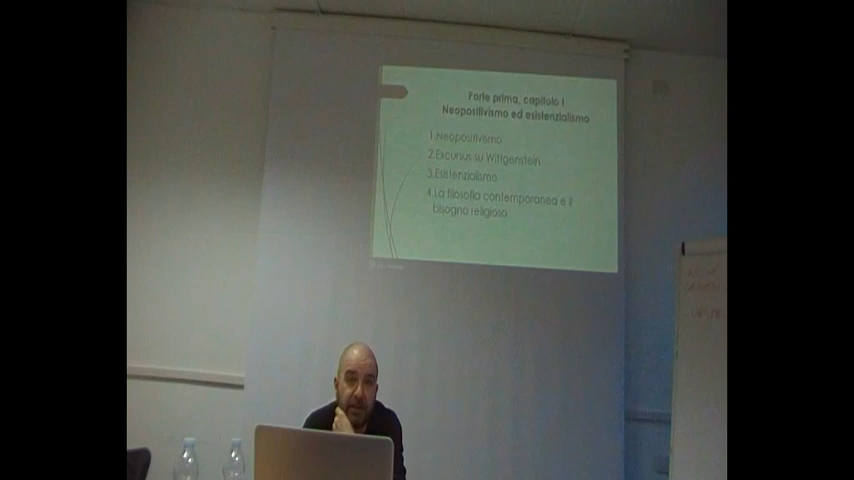 Parte prima, capitolo I
Neopositivismo ed esistenzialismo
1.Neopositivismo
2.Excursus su Wittgenstein
3.Esistenzialismo
4.La filosofia contemporanea e il
bisogno religioso